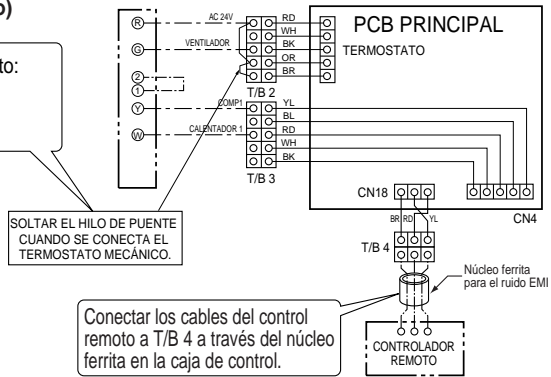 o)
to:
R
G
2
1
Y
W
AC 24V
VENTILADOR
COMP1
CALENTADOR 1
RD
WH
BK
OR
BR
T/B 2
YL
BL
RD
WH
BK
T/B 3
PCB PRINCIPAL
TERMOSTATO
CN18
CN4
BR RD YL
T/B 4
SOLTAR EL HILO DE PUENTE
CUANDO SE CONECTA EL
TERMOSTATO MECÁNICO.
Núcleo ferrita
para el ruido EMI
Conectar los cables del control
remoto a T/B 4 a través del núcleo
ferrita en la caja de control.
CONTROLADOR
REMOTO